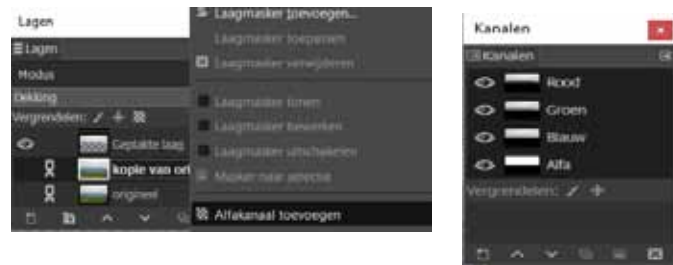 Lagen
Lagen
Modus
Dekking
Vergrendelen:
Geplakte laag
kopie van ori
origineel
Laagmasker toevoegen...
Laagmasker toepassen
Laagmasker verwijderen
Laagmasker tonen
Laagmasker bewerken
Laagmasker uitschakelen
Masker naar selectie
Alfakanaal toevoegen
Kanalen
Kanalen
Rood
Groen
Blauw
Alfa
Vergrendelen: